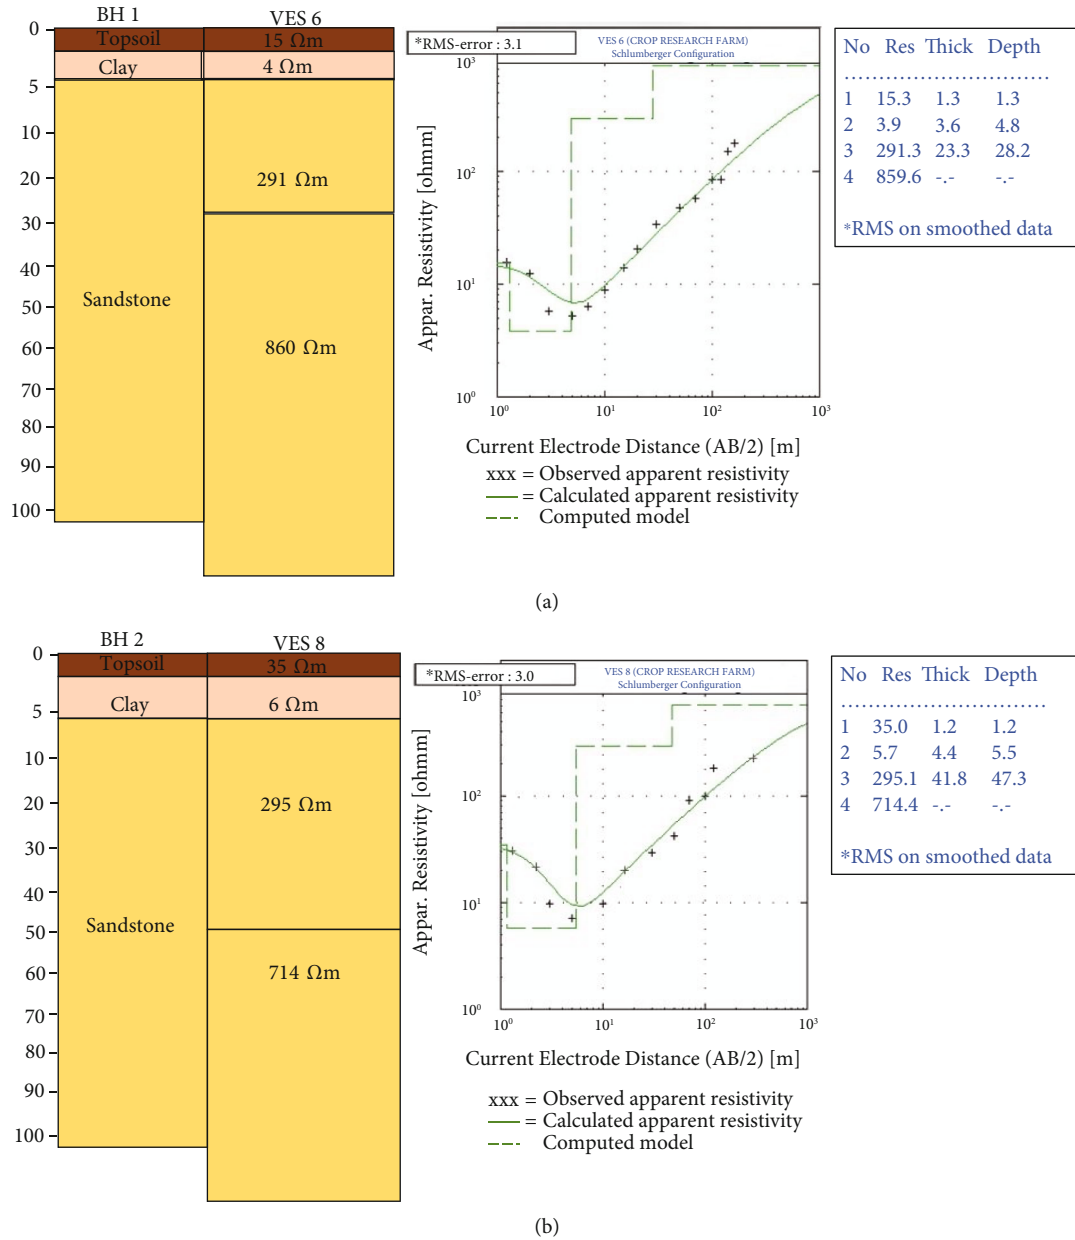 BH 1
VES 6
0
5
10
20
30
40
50
60
70
80
90
100
Topsoil
15 Ωm
Clay
4 Ωm
291 Ωm
Sandstone
860 Ωm
*RMS-error : 3.1
VES 6 (CROP RESEARCH FARM)
Schlumberger Configuration
Appar. Resistivity [ohmm]
10³
10²
10¹
10⁰
10⁰ 10¹ 10² 10³
Current Electrode Distance (AB/2) [m]
xxx = Observed apparent resistivity
= Calculated apparent resistivity
Computed model
No Res Thick Depth
..............................
1 15.3 1.3 1.3
2 3.9 3.6 4.8
3 291.3 23.3 28.2
4 859.6 -.- -.-
*RMS on smoothed data
(a)
BH 2
VES 8
0
5
10
20
30
40
50
60
70
80
90
100
Topsoil
35 Ωm
Clay
6 Ωm
295 Ωm
Sandstone
714 Ωm
*RMS-error : 3.0
VES 8 (CROP RESEARCH FARM)
Schlumberger Configuration
Appar. Resistivity [ohmm]
10³
10²
10¹
10⁰
10⁰ 10¹ 10² 10³
Current Electrode Distance (AB/2) [m]
xxx = Observed apparent resistivity
= Calculated apparent resistivity
Computed model
No Res Thick Depth
..............................
1 35.0 1.2 1.2
2 5.7 4.4 5.5
3 295.1 41.8 47.3
4 714.4 -.- -.-
*RMS on smoothed data
(b)